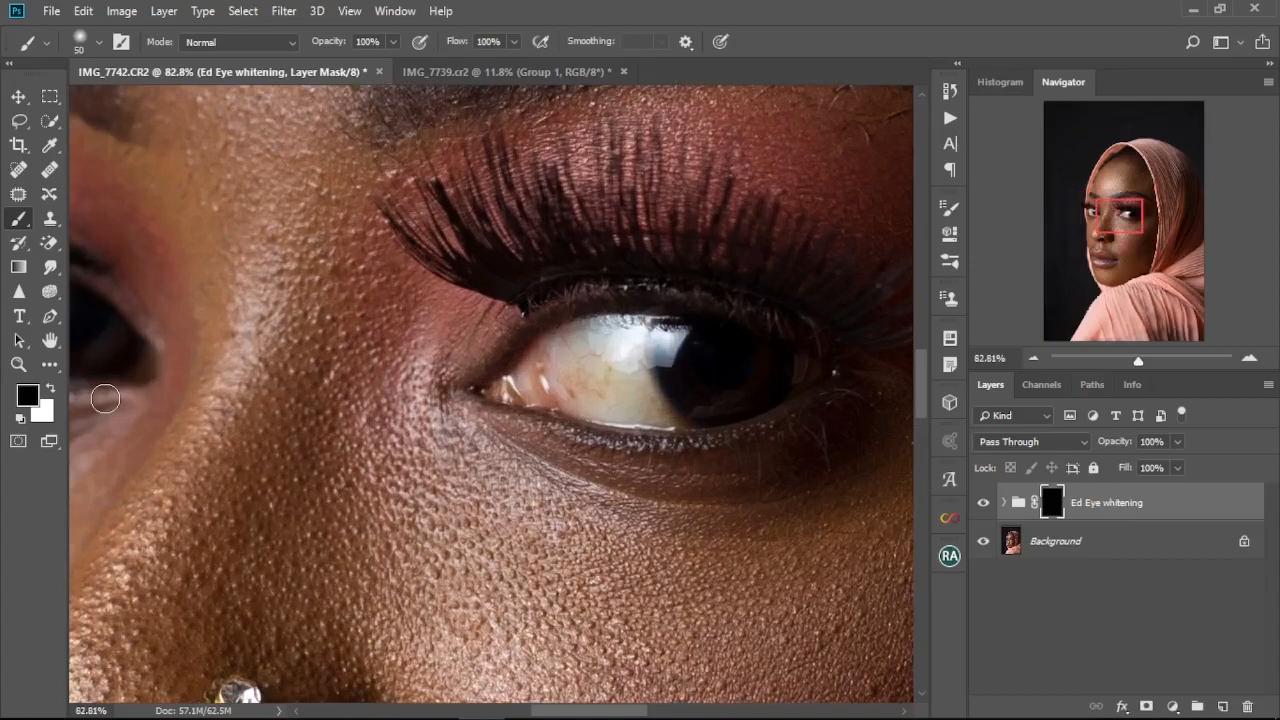 Ps File Edit Image Layer Type Select Filter 3D View Window Help
50 Mode: Normal Opacity: 100% Flow: 100% Smoothing:
IMG_7742.CR2 @ 82.8% (Ed Eye whitening, Layer Mask/8) * × IMG_7739.cr2 @ 11.8% (Group 1, RGB/8*) * ×
Histogram Navigator
82.81%
Layers Channels Paths Info
Kind
Pass Through Opacity: 100%
Lock: Fill: 100%
Ed Eye whitening
Background
RA
82.81% Doc: 57.1M/62.5M